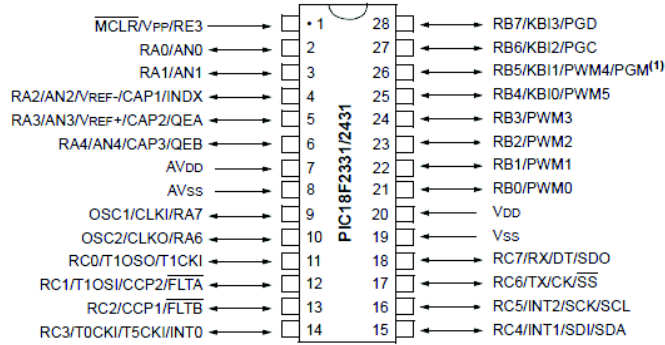 MCLR/VPP/RE3 • 1 28 RB7/KBI3/PGD
RA0/AN0 2 27 RB6/KBI2/PGC
RA1/AN1 3 26 RB5/KBI1/PWM4/PGM(1)
RA2/AN2/VREF-/CAP1/INDX 4 25 RB4/KBI0/PWM5
RA3/AN3/VREF+/CAP2/QEA 5 24 RB3/PWM3
RA4/AN4/CAP3/QEB 6 23 RB2/PWM2
AVDD 7 22 RB1/PWM1
AVSS 8 21 RB0/PWM0
OSC1/CLKI/RA7 9 20 VDD
OSC2/CLKO/RA6 10 19 VSS
RC0/T1OSO/T1CKI 11 18 RC7/RX/DT/SDO
RC1/T1OSI/CCP2/FLTA 12 17 RC6/TX/CK/SS
RC2/CCP1/FLTB 13 16 RC5/INT2/SCK/SCL
RC3/T0CKI/T5CKI/INT0 14 15 RC4/INT1/SDI/SDA
PIC18F2331/2431